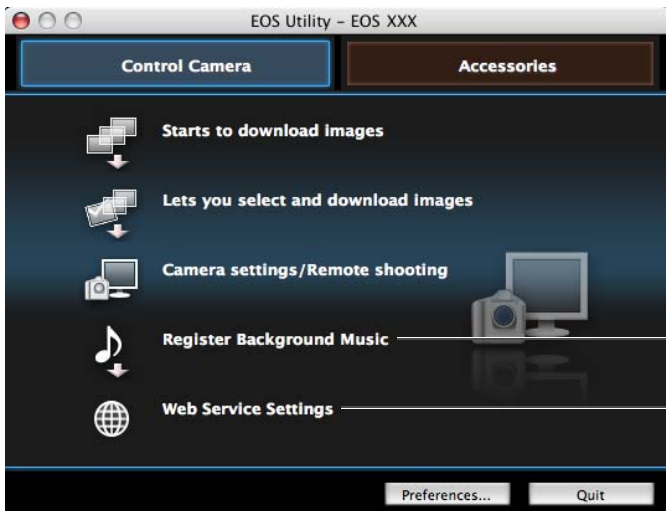 EOS Utility – EOS XXX
Control Camera
Accessories
Starts to download images
Lets you select and download images
Camera settings/Remote shooting
Register Background Music
Web Service Settings
Preferences...
Quit